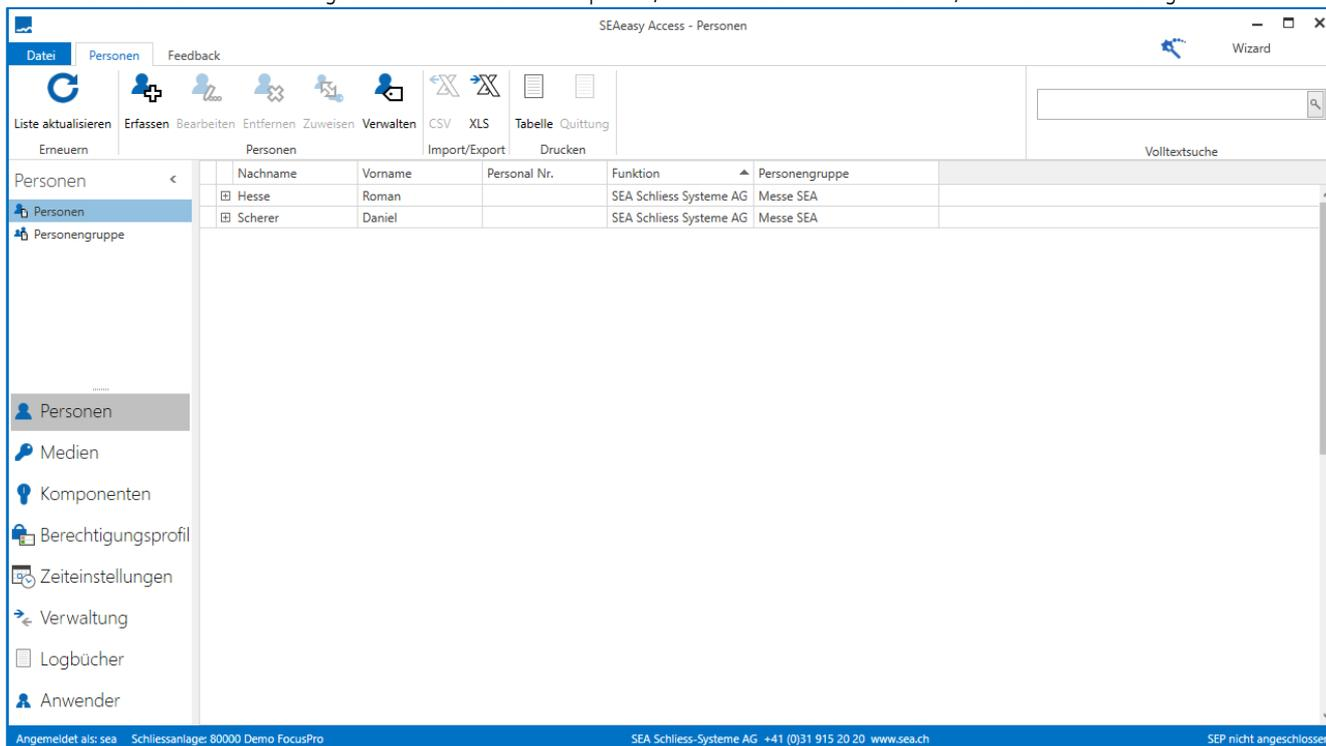 SEAeasy Access - Personen
Wizard
Datei Personen Feedback
Liste aktualisieren Erfassen Bearbeiten Entfernen Zuweisen Verwalten CSV XLS Tabelle Quittung
Erneuern Personen Import/Export Drucken Volltextsuche
Personen
Personen
Personengruppe
Nachname Vorname Personal Nr. Funktion Personengruppe
Hesse Roman SEA Schliess Systeme AG Messe SEA
Scherer Daniel SEA Schliess Systeme AG Messe SEA
Personen
Medien
Komponenten
Berechtigungsprofil
Zeiteinstellungen
Verwaltung
Logbücher
Anwender
Angemeldet als: sea Schliessanlage: 80000 Demo FocusPro SEA Schliess-Systeme AG +41 (0)31 915 20 20 www.sea.ch SEP nicht angeschlossen